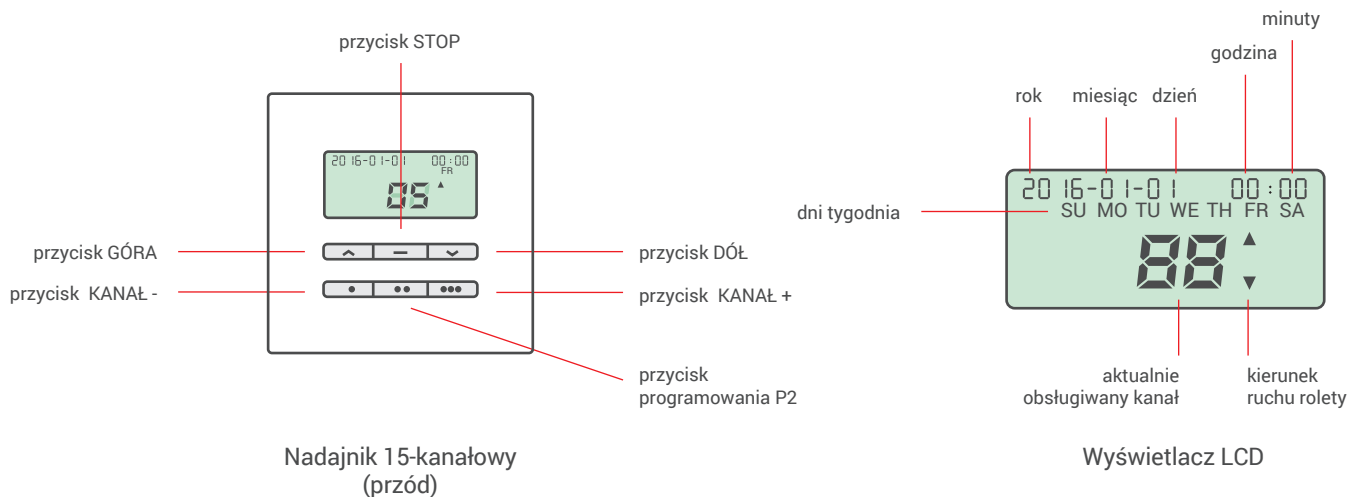 przycisk STOP
2016-01-01 00:00
FR
05
przycisk GÓRA
przycisk DÓŁ
przycisk KANAŁ -
przycisk KANAŁ +
przycisk
programowania P2
Nadajnik 15-kanałowy
(przód)
minuty
godzina
rok miesiąc dzień
2016-01-01 00:00
dni tygodnia
SU MO TU WE TH FR SA
88
aktualnie
obsługiwany kanał
kierunek
ruchu rolety
Wyświetlacz LCD